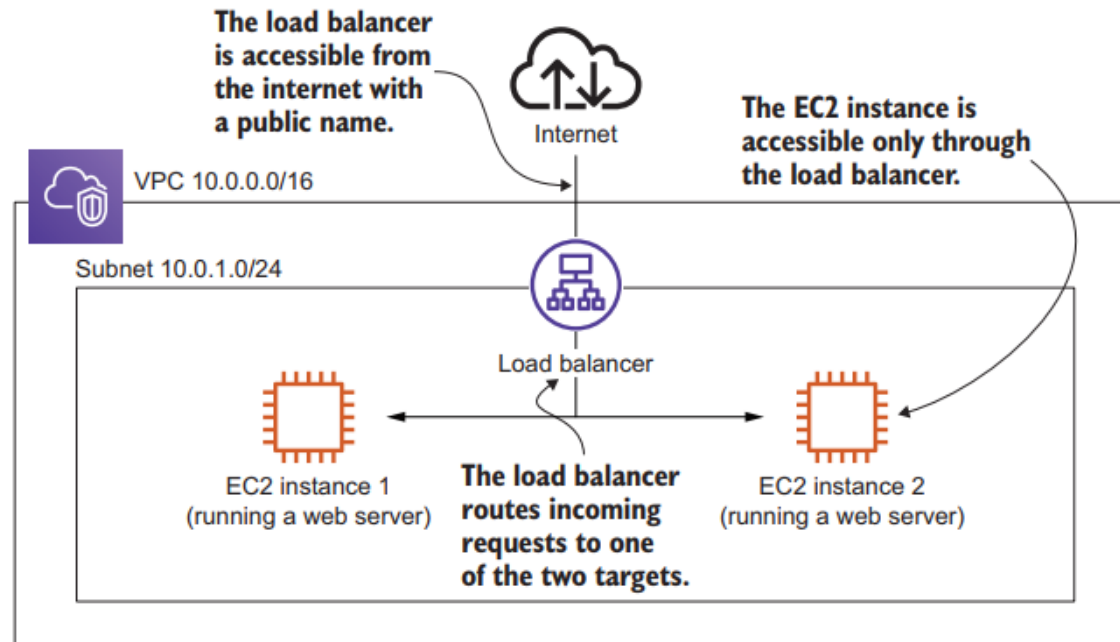 The load balancer
is accessible from
the internet with
a public name.
Internet
The EC2 instance is
accessible only through
the load balancer.
VPC 10.0.0.0/16
Subnet 10.0.1.0/24
Load balancer
EC2 instance 1
(running a web server)
The load balancer
routes incoming
requests to one
of the two targets.
EC2 instance 2
(running a web server)